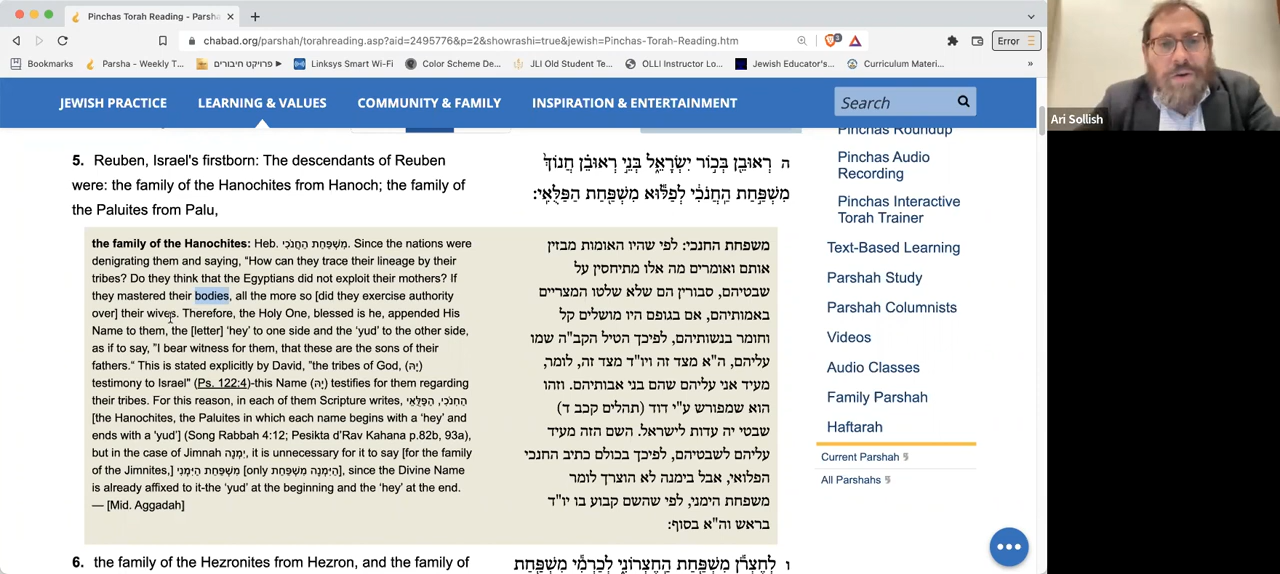 Pinchas Torah Reading - Parsha
chabad.org/parshah/torahreading.asp?aid=2495776&p=2&showrashi=true&jewish=Pinchas-Torah-Reading.htm
Error
Bookmarks
Parsha - Weekly T...
פרויקט חיבורים
Linksys Smart Wi-Fi
Color Scheme De...
JLI Old Student Te...
OLLI Instructor Lo...
Jewish Educator's...
Curriculum Materi...
»
JEWISH PRACTICE
LEARNING & VALUES
COMMUNITY & FAMILY
INSPIRATION & ENTERTAINMENT
Search
Ari Sollish
5. Reuben, Israel's firstborn: The descendants of Reuben
were: the family of the Hanochites from Hanoch; the family of
the Paluites from Palu,
ה רְאוּבֵ֖ן בְּכ֣וֹר יִשְׂרָאֵ֑ל בְּנֵ֣י רְאוּבֵ֗ן חֲנוֹךְ֙
מִשְׁפַּ֣חַת הַֽחֲנֹכִ֔י לְפַלּ֕וּא מִשְׁפַּ֖חַת הַפַּלֻּאִֽי:
the family of the Hanochites: Heb. מִשְׁפַּחַת הַחֲנֹכִי. Since the nations were
denigrating them and saying, "How can they trace their lineage by their
tribes? Do they think that the Egyptians did not exploit their mothers? If
they mastered their bodies, all the more so [did they exercise authority
over] their wives. Therefore, the Holy One, blessed is he, appended His
Name to them, the [letter] 'hey' to one side and the 'yud' to the other side,
as if to say, "I bear witness for them, that these are the sons of their
fathers." This is stated explicitly by David, "the tribes of God, (יָהּ)
testimony to Israel" (Ps. 122:4)-this Name (יָהּ) testifies for them regarding
their tribes. For this reason, in each of them Scripture writes, הַחֲנֹכִי, הַפַּלֻּאִי
[the Hanochites, the Paluites in which each name begins with a 'hey' and
ends with a 'yud'] (Song Rabbah 4:12; Pesikta d'Rav Kahana p.82b, 93a),
but in the case of Jimnah יִמְנָה, it is unnecessary for it to say [for the family
of the Jimnites,] מִשְׁפַּחַת הַיִּמְנִי [only הַיִּמְנָה מִשְׁפַּחַת], since the Divine Name
is already affixed to it-the 'yud' at the beginning and the 'hey' at the end.
— [Mid. Aggadah]
משפחת החנכי: לפי שהיו האומות מבזין
אותם ואומרים מה אלו מתיחסין על
שבטיהם, סבורין הם שלא שלטו המצריים
באמותיהם, אם בגופם היו מושלים קל
וחומר בנשותיהם, לפיכך הטיל הקב"ה שמו
עליהם, ה"א מצד זה ויו"ד מצד זה, לומר,
מעיד אני עליהם שהם בני אבותיהם. וזהו
הוא שמפורש ע"י דוד (תהלים קכב ד)
שבטי יה עדות לישראל. השם הזה מעיד
עליהם לשבטיהם, לפיכך בכולם כתיב החנכי
הפלואי, אבל בימנה לא הוצרך לומר
משפחת הימני, לפי שהשם קבוע בו יו"ד
בראש וה"א בסוף:
6. the family of the Hezronites from Hezron, and the family of
ו לְחֶצְרֹ֕ן מִשְׁפַּ֖חַת הַֽחֶצְרוֹנִ֑י לְכַרְמִ֕י מִשְׁפַּ֖חַת
Pinchas Roundup
Pinchas Audio
Recording
Pinchas Interactive
Torah Trainer
Text-Based Learning
Parshah Study
Parshah Columnists
Videos
Audio Classes
Family Parshah
Haftarah
Current Parshah
All Parshahs